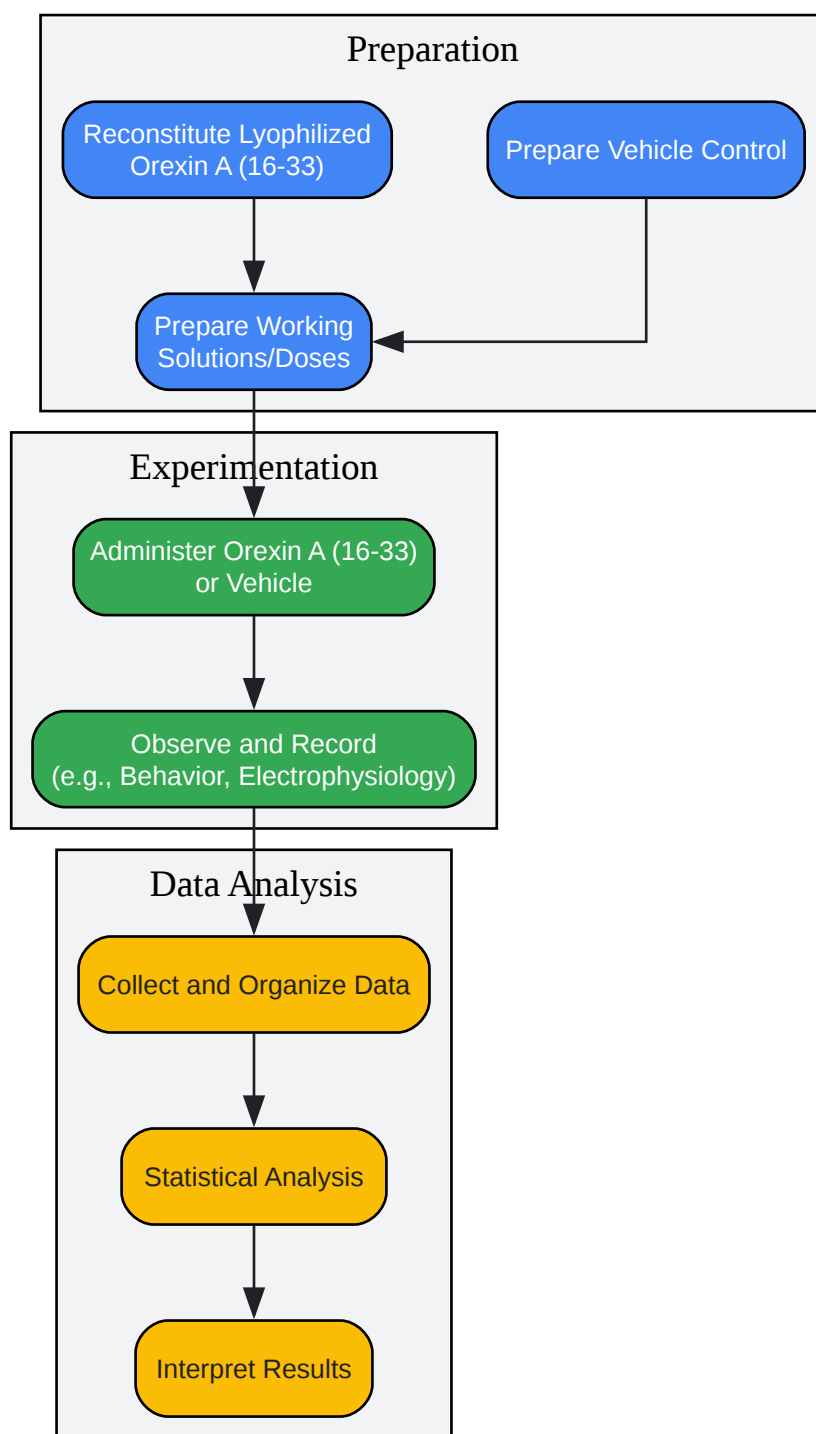 Preparation
Reconstitute Lyophilized
Orexin A (16-33)
Prepare Vehicle Control
Prepare Working
Solutions/Doses
Experimentation
Administer Orexin A (16-33)
or Vehicle
Observe and Record
(e.g., Behavior, Electrophysiology)
Data Analysis
Collect and Organize Data
Statistical Analysis
Interpret Results